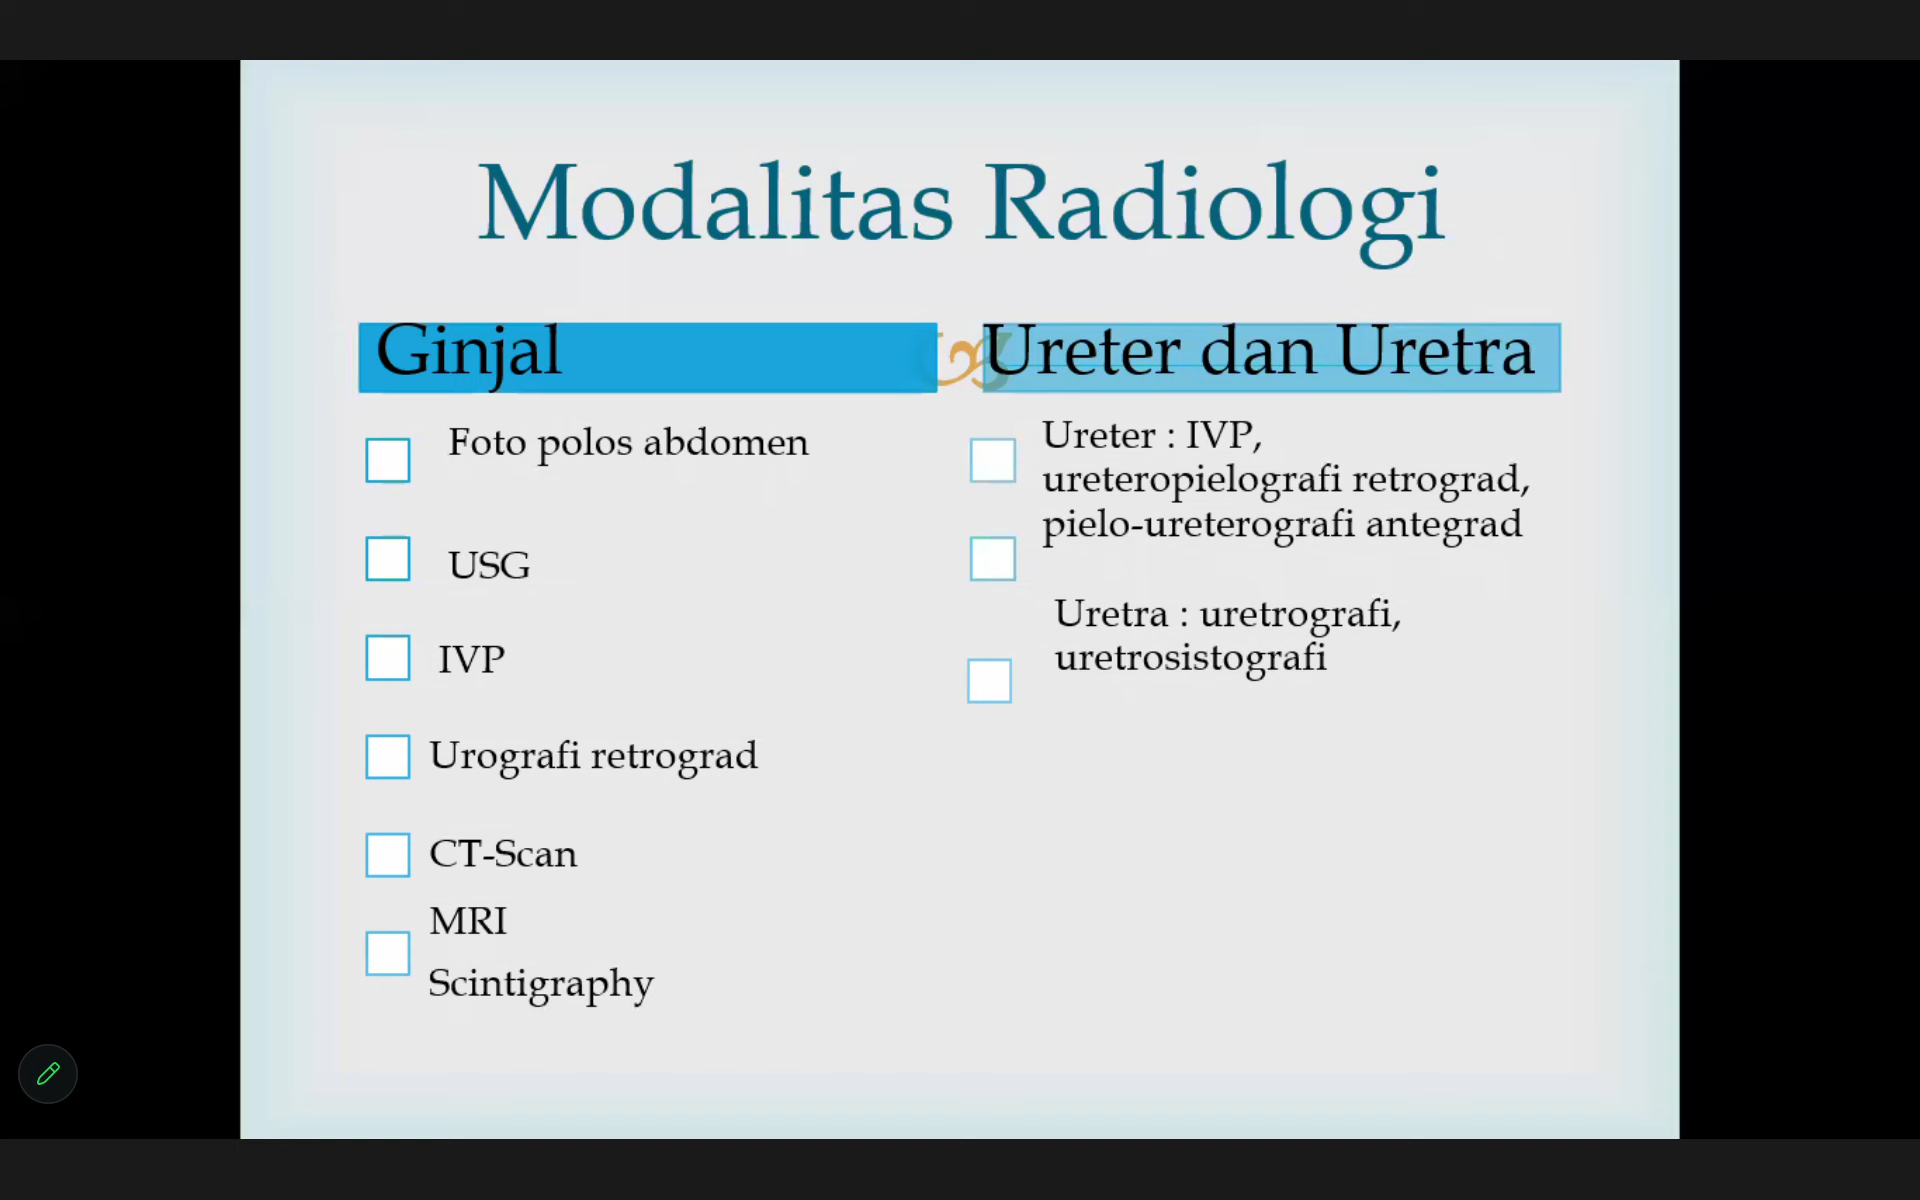 Modalitas Radiologi
Ginjal
Foto polos abdomen
USG
IVP
Urografi retrograd
CT-Scan
MRI
Scintigraphy
Ureter dan Uretra
Ureter : IVP,
ureteropielografi retrograd,
pielo-ureterografi antegrad
Uretra : uretrografi,
uretrosistografi